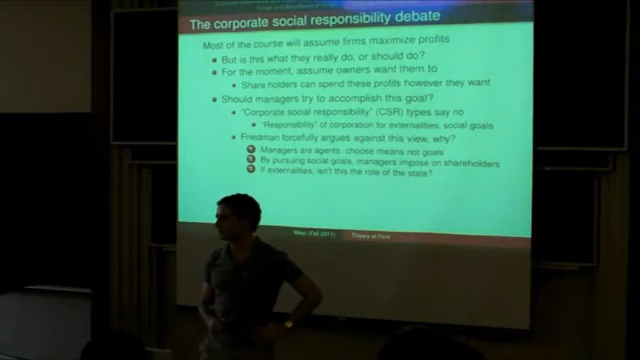 The corporate social responsibility debate
Most of the course will assume firms maximize profits
But is this what they really do, or should do?
For the moment, assume owners want them to
Share holders can spend these profits however they want
Should managers try to accomplish this goal?
"Corporate social responsibility" (CSR) types say no
"Responsibility" of corporation for externalities, social goals
Friedman forcefully argues against this view, why?
1 Managers are agents: choose means not goals
2 By pursuing social goals, managers impose on shareholders
3 If externalities, isn't this the role of the state?
Weyl (Fall 2011) Theory of Firm